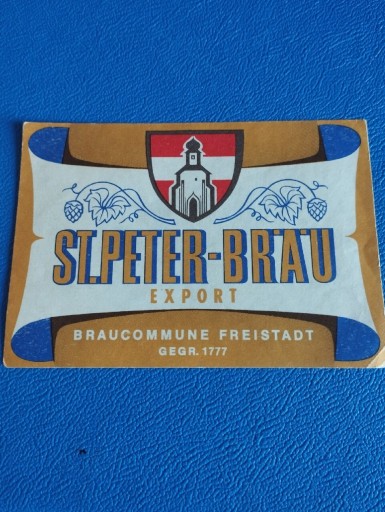 ST.PETER-BRÄU
EXPORT
BRAUCOMMUNE FREISTADT
GEGR. 1777